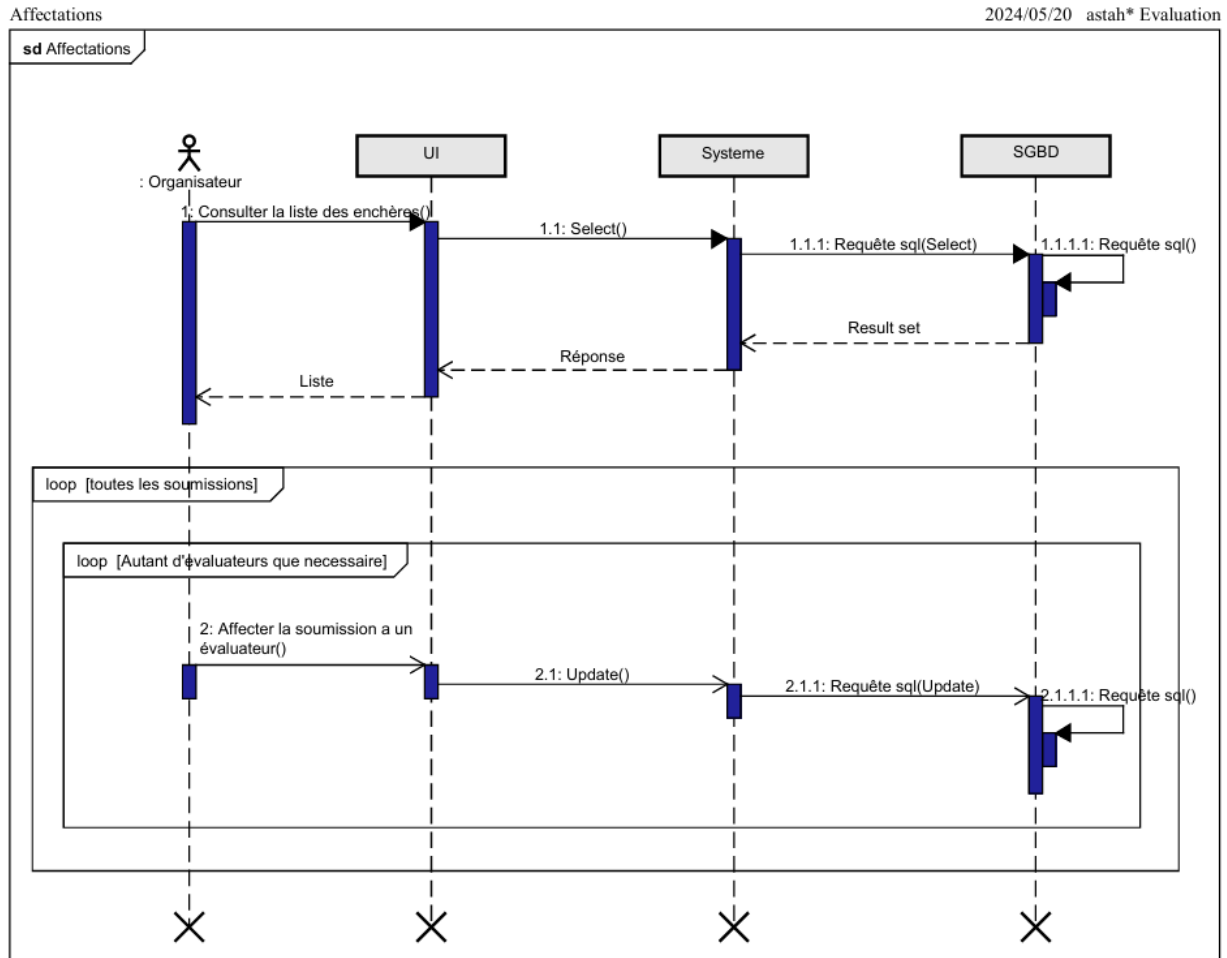 Affectations
2024/05/20 astah* Evaluation
sd Affectations
: Organisateur
UI
Systeme
SGBD
1: Consulter la liste des enchères()
1.1: Select()
1.1.1: Requête sql(Select)
1.1.1.1: Requête sql()
Result set
Réponse
Liste
loop [toutes les soumissions]
loop [Autant d'évaluateurs que necessaire]
2: Affecter la soumission a un
évaluateur()
2.1: Update()
2.1.1: Requête sql(Update)
2.1.1.1: Requête sql()